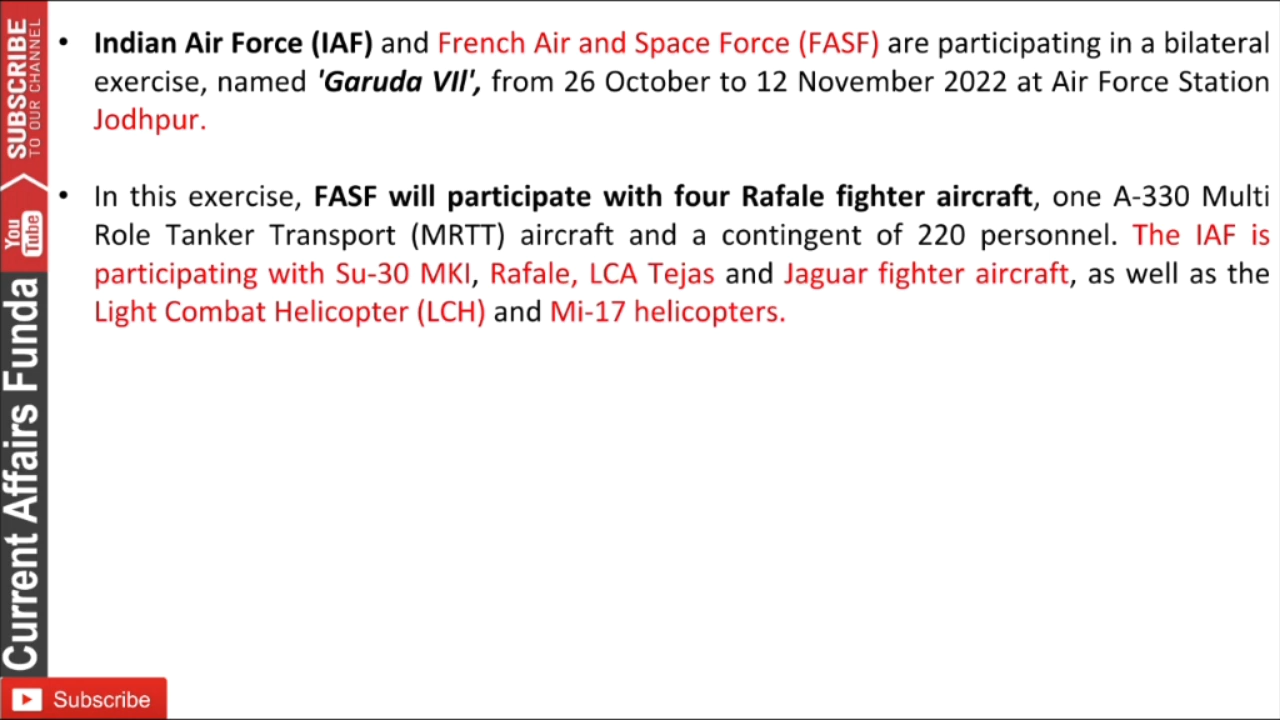 • Indian Air Force (IAF) and French Air and Space Force (FASF) are participating in a bilateral
exercise, named 'Garuda VII', from 26 October to 12 November 2022 at Air Force Station
Jodhpur.
• In this exercise, FASF will participate with four Rafale fighter aircraft, one A-330 Multi
Role Tanker Transport (MRTT) aircraft and a contingent of 220 personnel. The IAF is
participating with Su-30 MKI, Rafale, LCA Tejas and Jaguar fighter aircraft, as well as the
Light Combat Helicopter (LCH) and Mi-17 helicopters.
SUBSCRIBE
TO OUR CHANNEL
You
Tube
Current Affairs Funda
Subscribe